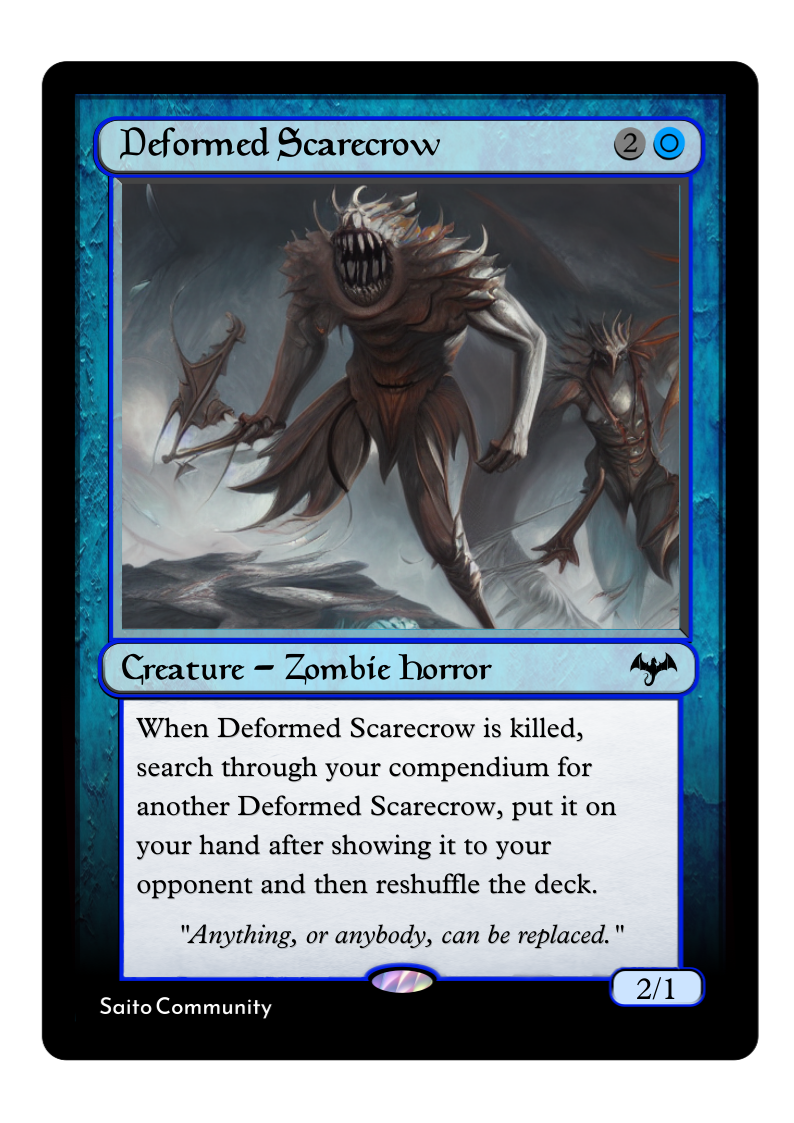 Deformed Scarecrow 2
Creature – Zombie Horror
When Deformed Scarecrow is killed,
search through your compendium for
another Deformed Scarecrow, put it on
your hand after showing it to your
opponent and then reshuffle the deck.
"Anything, or anybody, can be replaced."
2/1
Saito Community